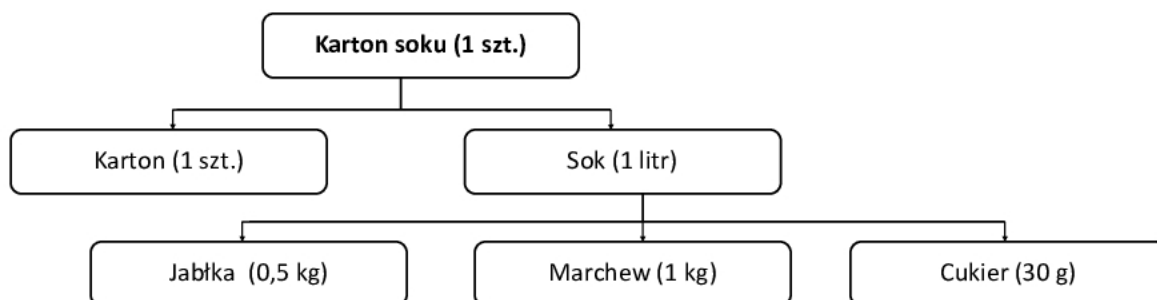 Karton soku (1 szt.)
Karton (1 szt.)
Sok (1 litr)
Jabłka (0,5 kg)
Marchew (1 kg)
Cukier (30 g)